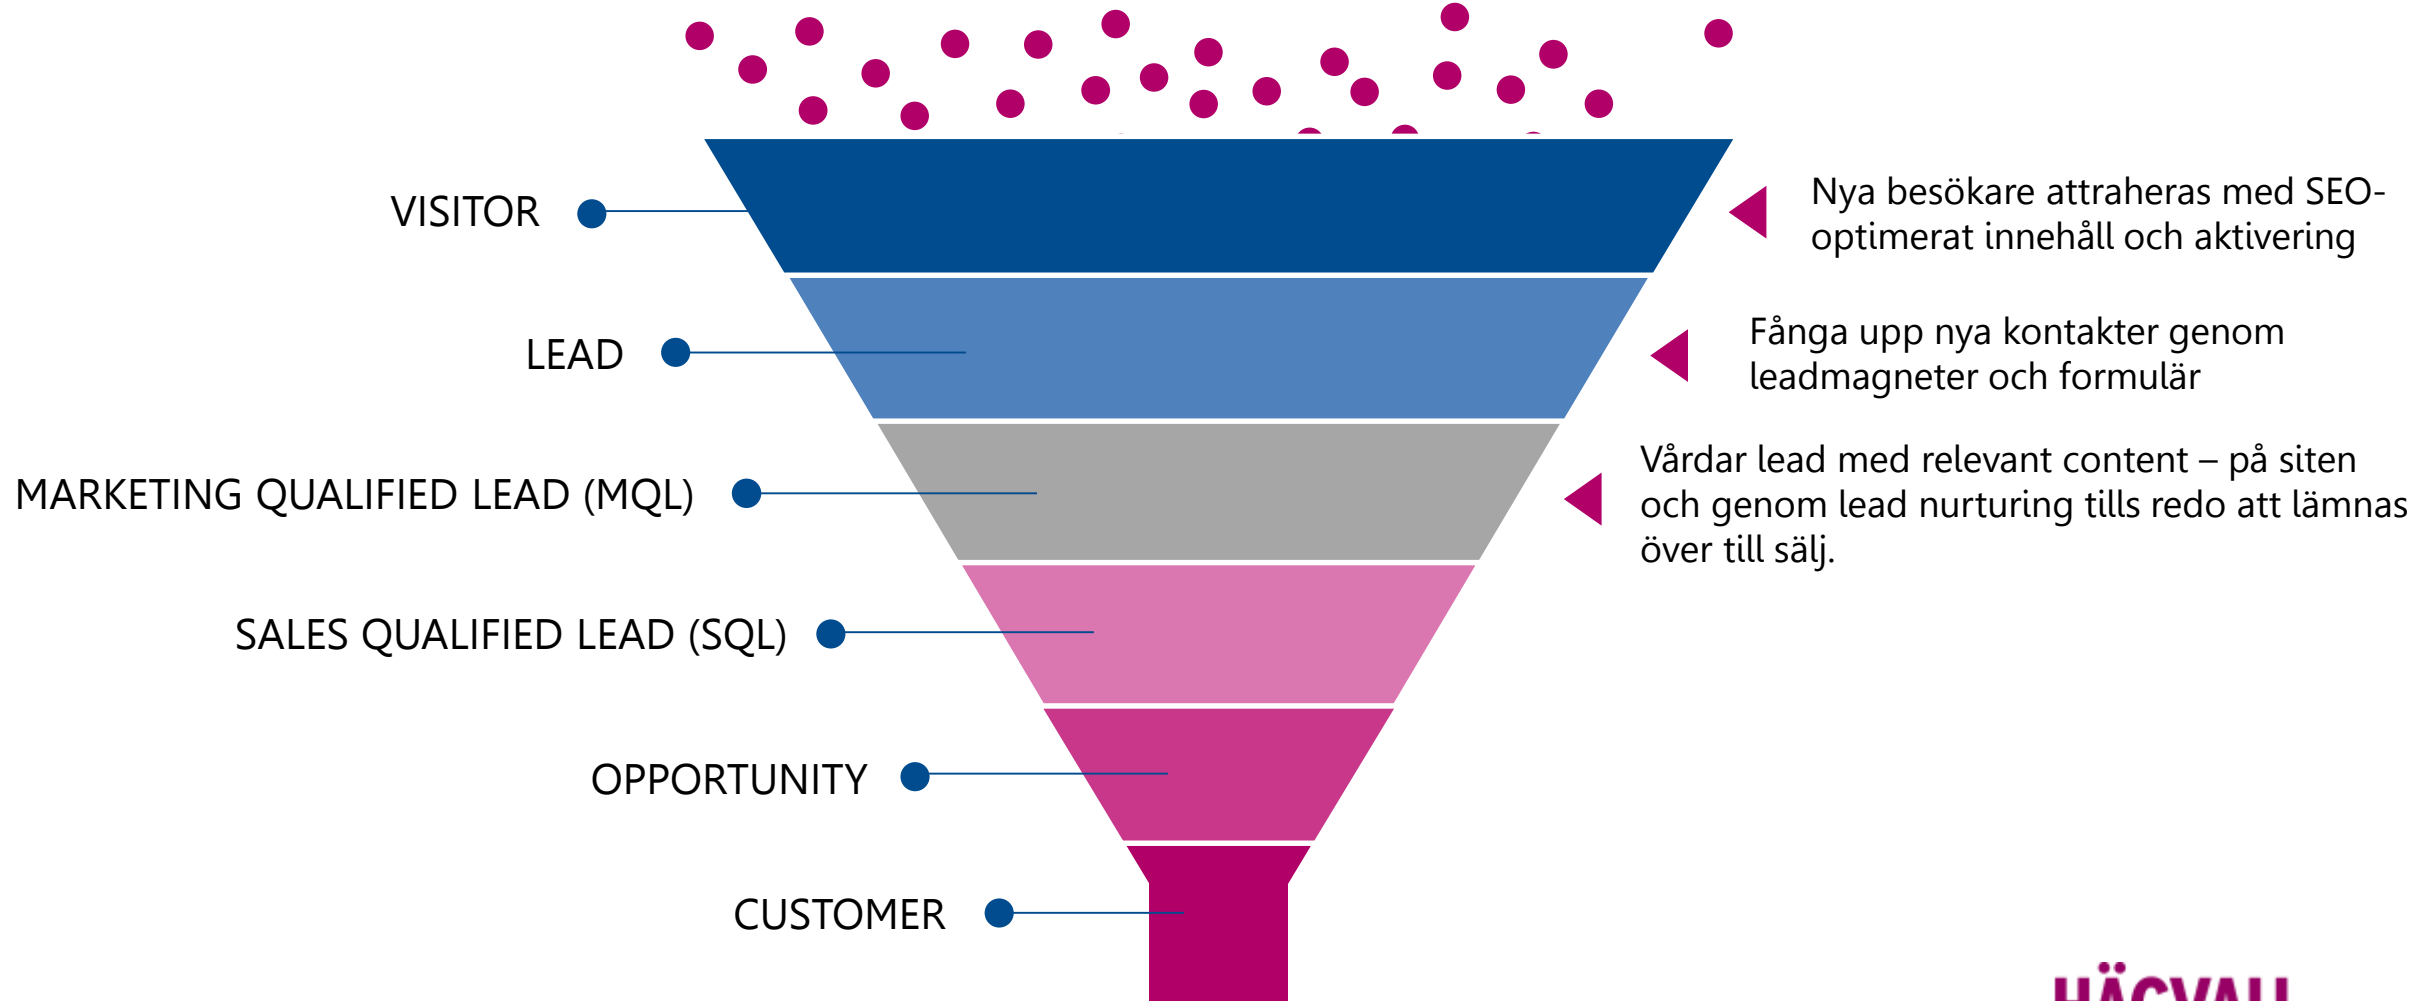 VISITOR
Nya besökare attraheras med SEO-
optimerat innehåll och aktivering
LEAD
Fånga upp nya kontakter genom
leadmagneter och formulär
MARKETING QUALIFIED LEAD (MQL)
Vårdar lead med relevant content – på siten
och genom lead nurturing tills redo att lämnas
över till sälj.
SALES QUALIFIED LEAD (SQL)
OPPORTUNITY
CUSTOMER